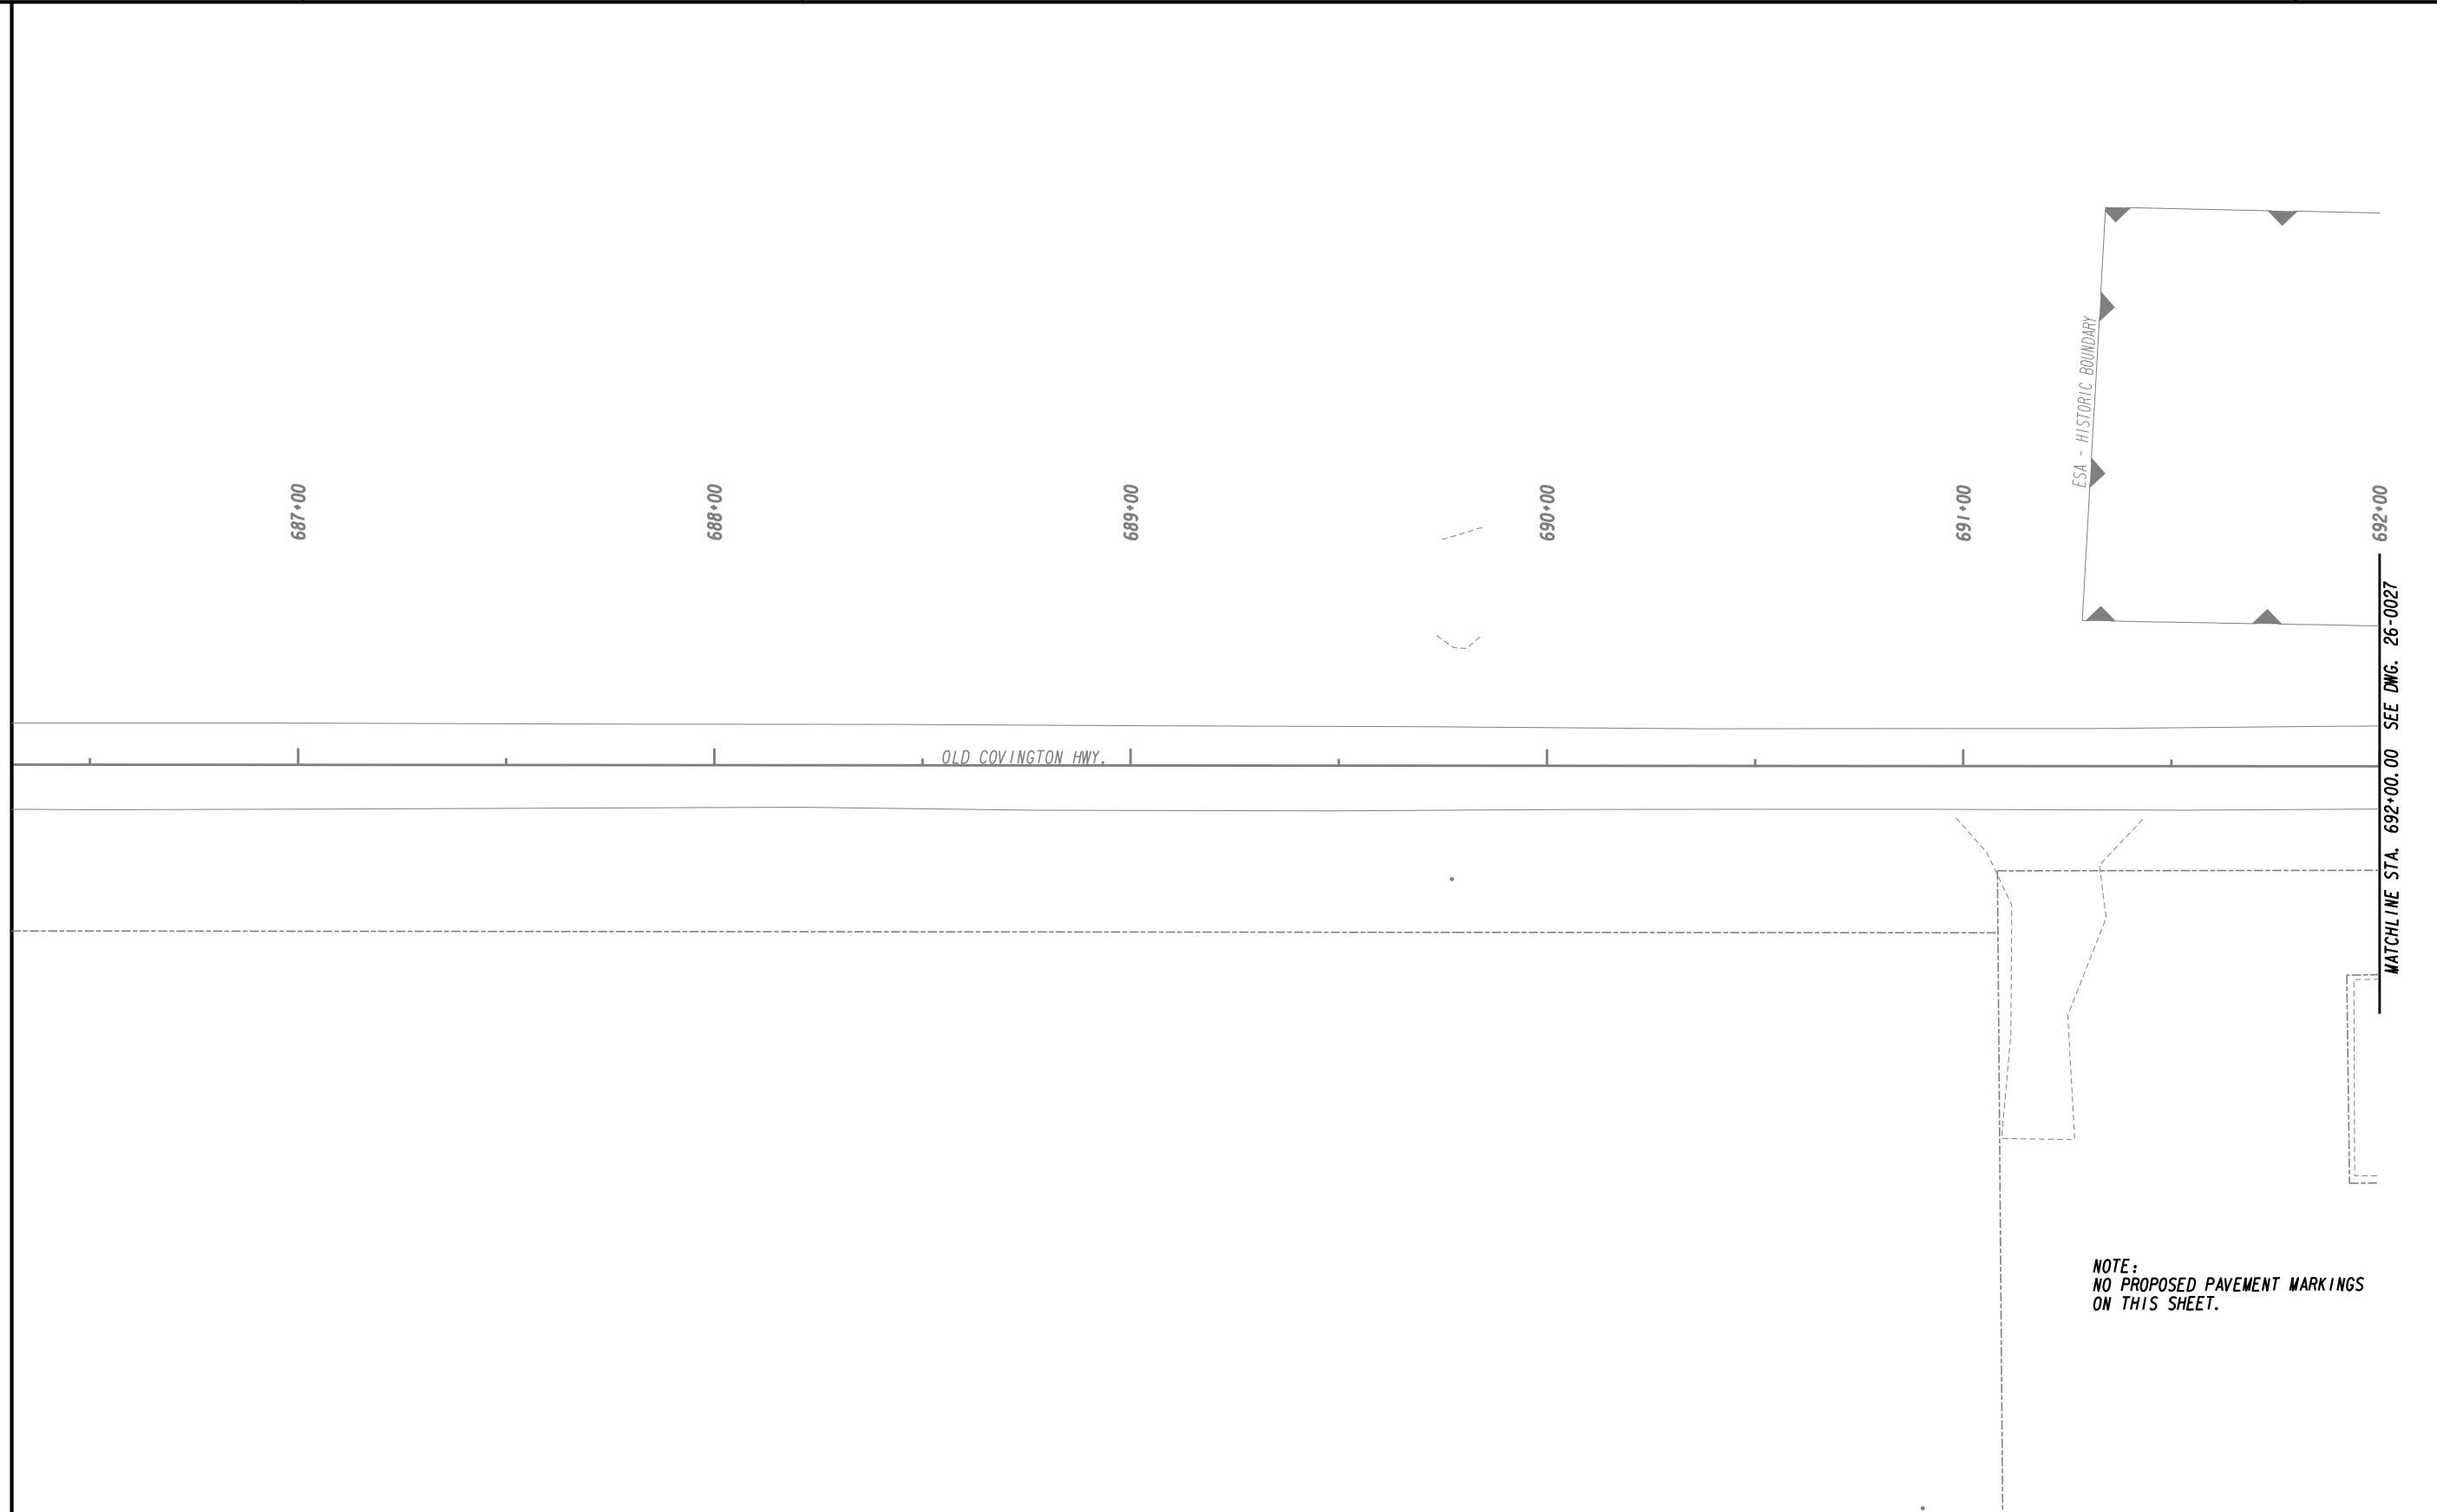 687+00
688+00
689+00
690+00
691+00
692+00
ESA - HISTORIC BOUNDARY
OLD COVINGTON HWY.
MATCHLINE STA. 692+00.00 SEE DWG. 26-0027
NOTE:
NO PROPOSED PAVEMENT MARKINGS
ON THIS SHEET.